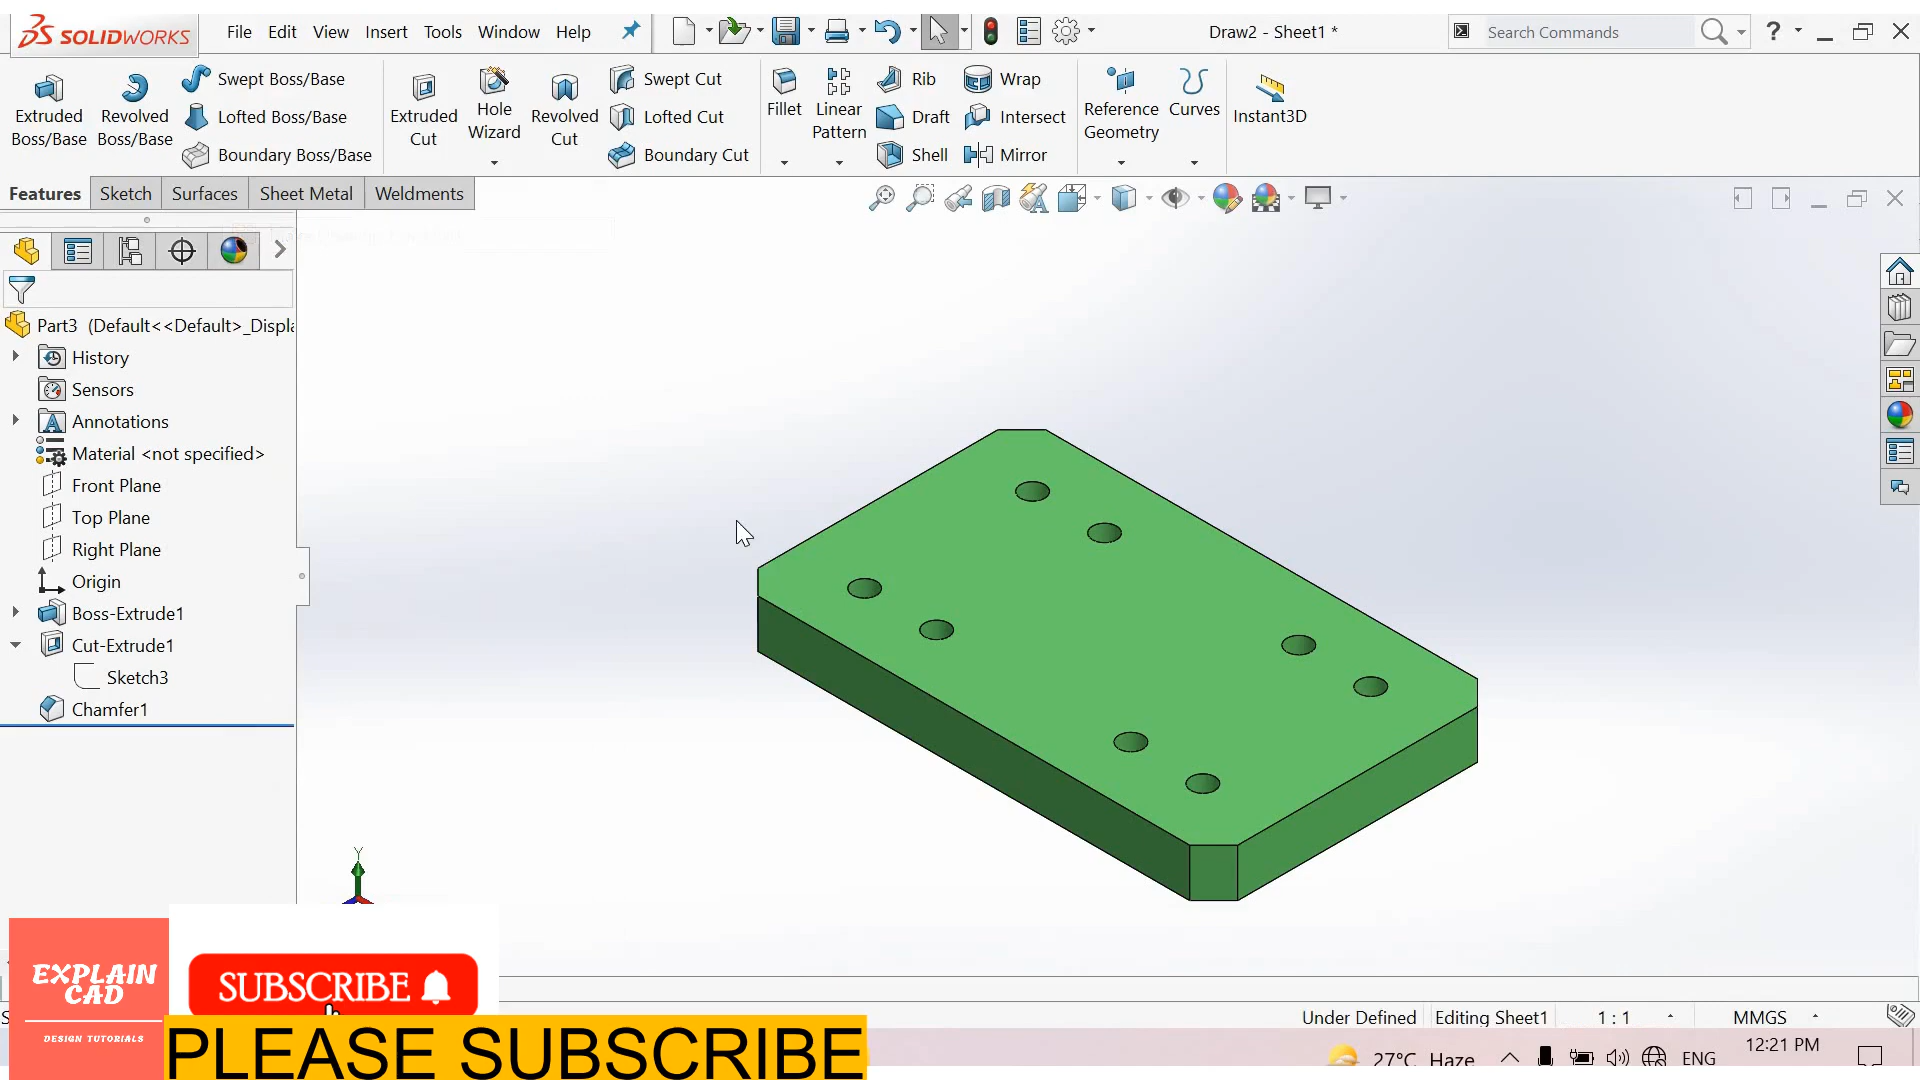 SOLIDWORKS File Edit View Insert Tools Window Help Draw2 - Sheet1 * Search Commands ?
Extruded Boss/Base
Revolved Boss/Base
Swept Boss/Base
Lofted Boss/Base
Boundary Boss/Base
Extruded Cut
Hole Wizard
Revolved Cut
Swept Cut
Lofted Cut
Boundary Cut
Fillet
Linear Pattern
Rib
Draft
Shell
Wrap
Intersect
Mirror
Reference Geometry
Curves
Instant3D
Features Sketch Surfaces Sheet Metal Weldments
Part3 (Default<<Default>_Displa
History
Sensors
Annotations
Material <not specified>
Front Plane
Top Plane
Right Plane
Origin
Boss-Extrude1
Cut-Extrude1
Sketch3
Chamfer1
Y
EXPLAIN
CAD
DESIGN TUTORIALS
SUBSCRIBE
PLEASE SUBSCRIBE
Under Defined Editing Sheet1 1 : 1 MMGS
27°C Haze ENG 12:21 PM